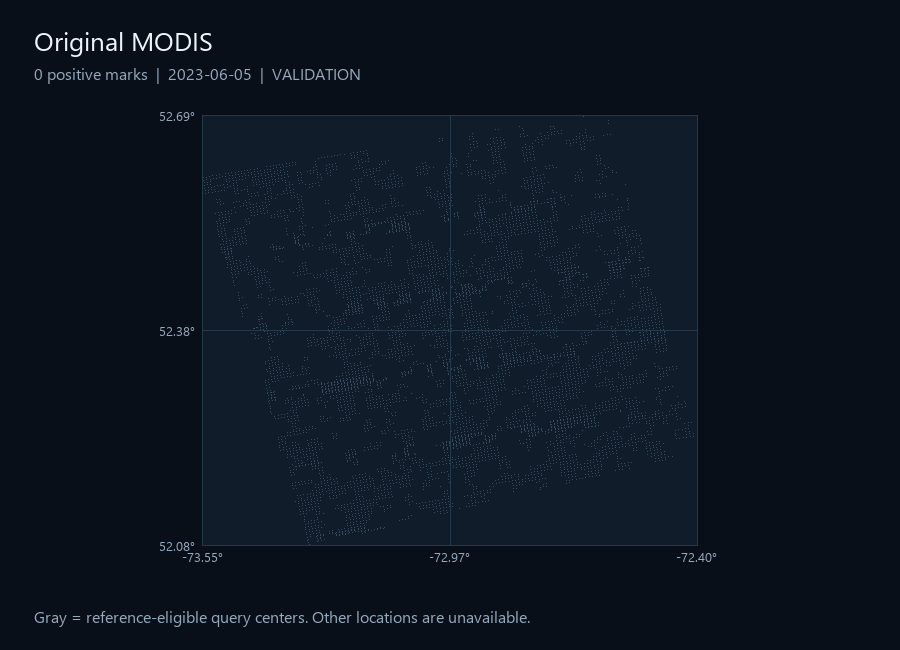 Original MODIS
0 positive marks | 2023-06-05 | VALIDATION
52.69°
52.38°
52.08°
-73.55°
-72.97°
-72.40°
Gray = reference-eligible query centers. Other locations are unavailable.